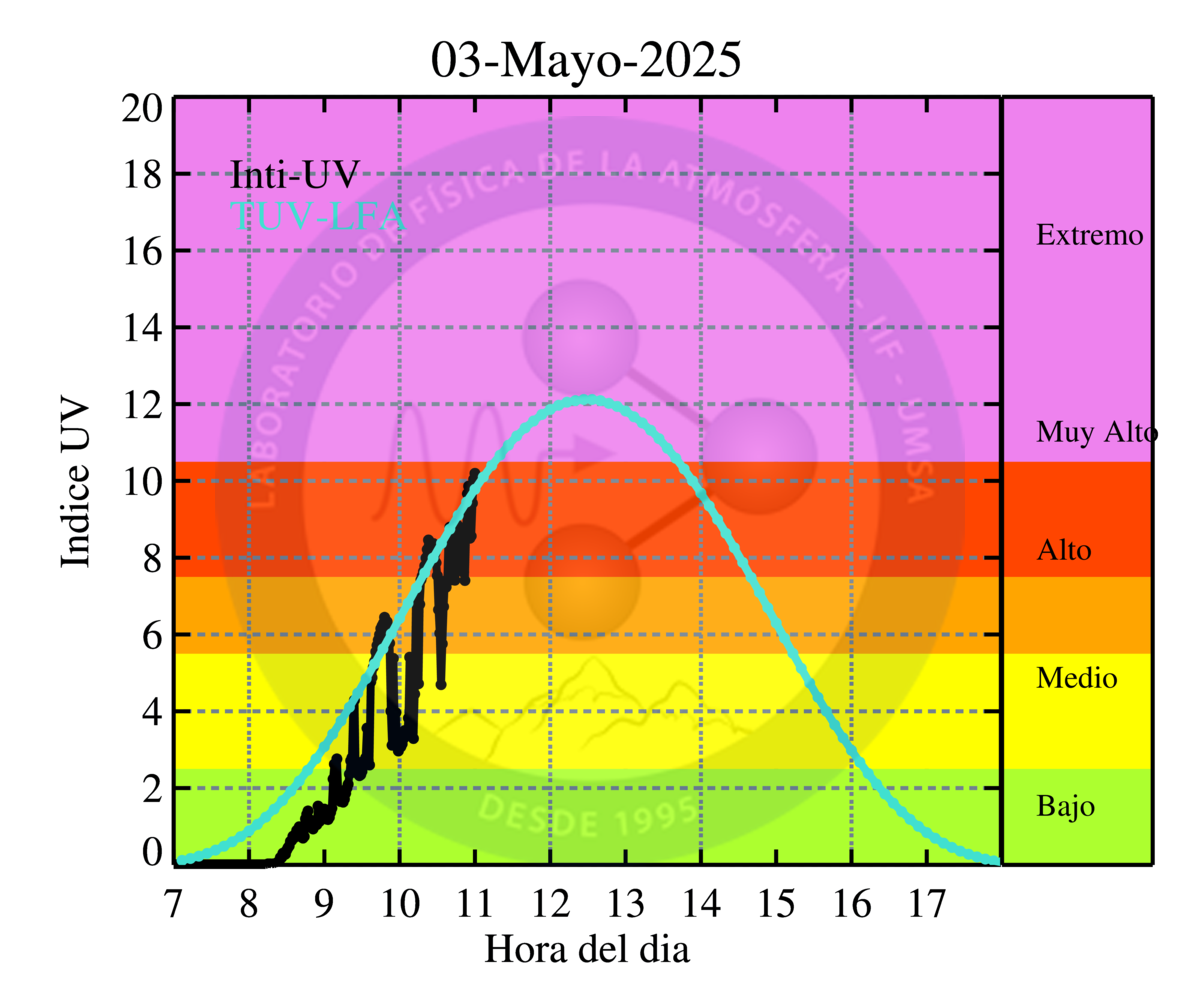 03-Mayo-2025
Indice UV
20
18
16
14
12
10
8
6
4
2
0
Inti-UV
TUV-LFA
LABORATORIO DE FÍSICA DE LA ATMÓSFERA - IIF - UMSA
DESDE 1995
Extremo
Muy Alto
Alto
Medio
Bajo
7 8 9 10 11 12 13 14 15 16 17
Hora del dia